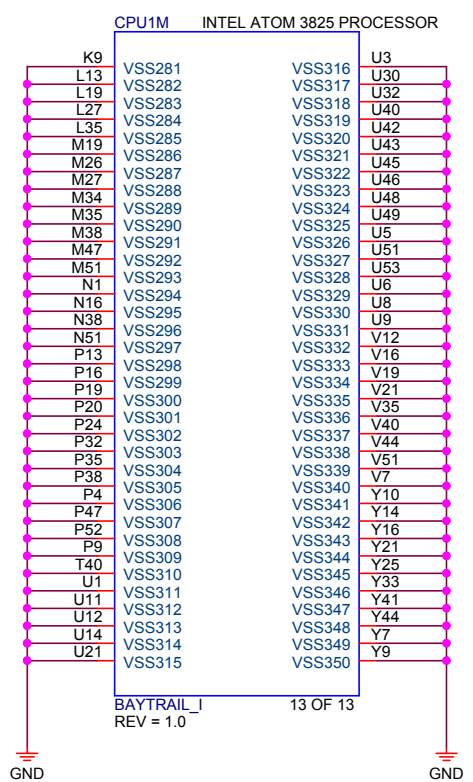 CPU1M INTEL ATOM 3825 PROCESSOR
K9 VSS281 VSS316 U3
L13 VSS282 VSS317 U30
L19 VSS283 VSS318 U32
L27 VSS284 VSS319 U40
L35 VSS285 VSS320 U42
M19 VSS286 VSS321 U43
M26 VSS287 VSS322 U45
M27 VSS288 VSS323 U46
M34 VSS289 VSS324 U48
M35 VSS290 VSS325 U49
M38 VSS291 VSS326 U5
M47 VSS292 VSS327 U51
M51 VSS293 VSS328 U53
N1 VSS294 VSS329 U6
N16 VSS295 VSS330 U8
N38 VSS296 VSS331 U9
N51 VSS297 VSS332 V12
P13 VSS298 VSS333 V16
P16 VSS299 VSS334 V19
P19 VSS300 VSS335 V21
P20 VSS301 VSS336 V35
P24 VSS302 VSS337 V40
P32 VSS303 VSS338 V44
P35 VSS304 VSS339 V51
P38 VSS305 VSS340 V7
P4 VSS306 VSS341 Y10
P47 VSS307 VSS342 Y14
P52 VSS308 VSS343 Y16
P9 VSS309 VSS344 Y21
T40 VSS310 VSS345 Y25
U1 VSS311 VSS346 Y33
U11 VSS312 VSS347 Y41
U12 VSS313 VSS348 Y44
U14 VSS314 VSS349 Y7
U21 VSS315 VSS350 Y9
BAYTRAIL_I 13 OF 13
REV = 1.0
GND GND